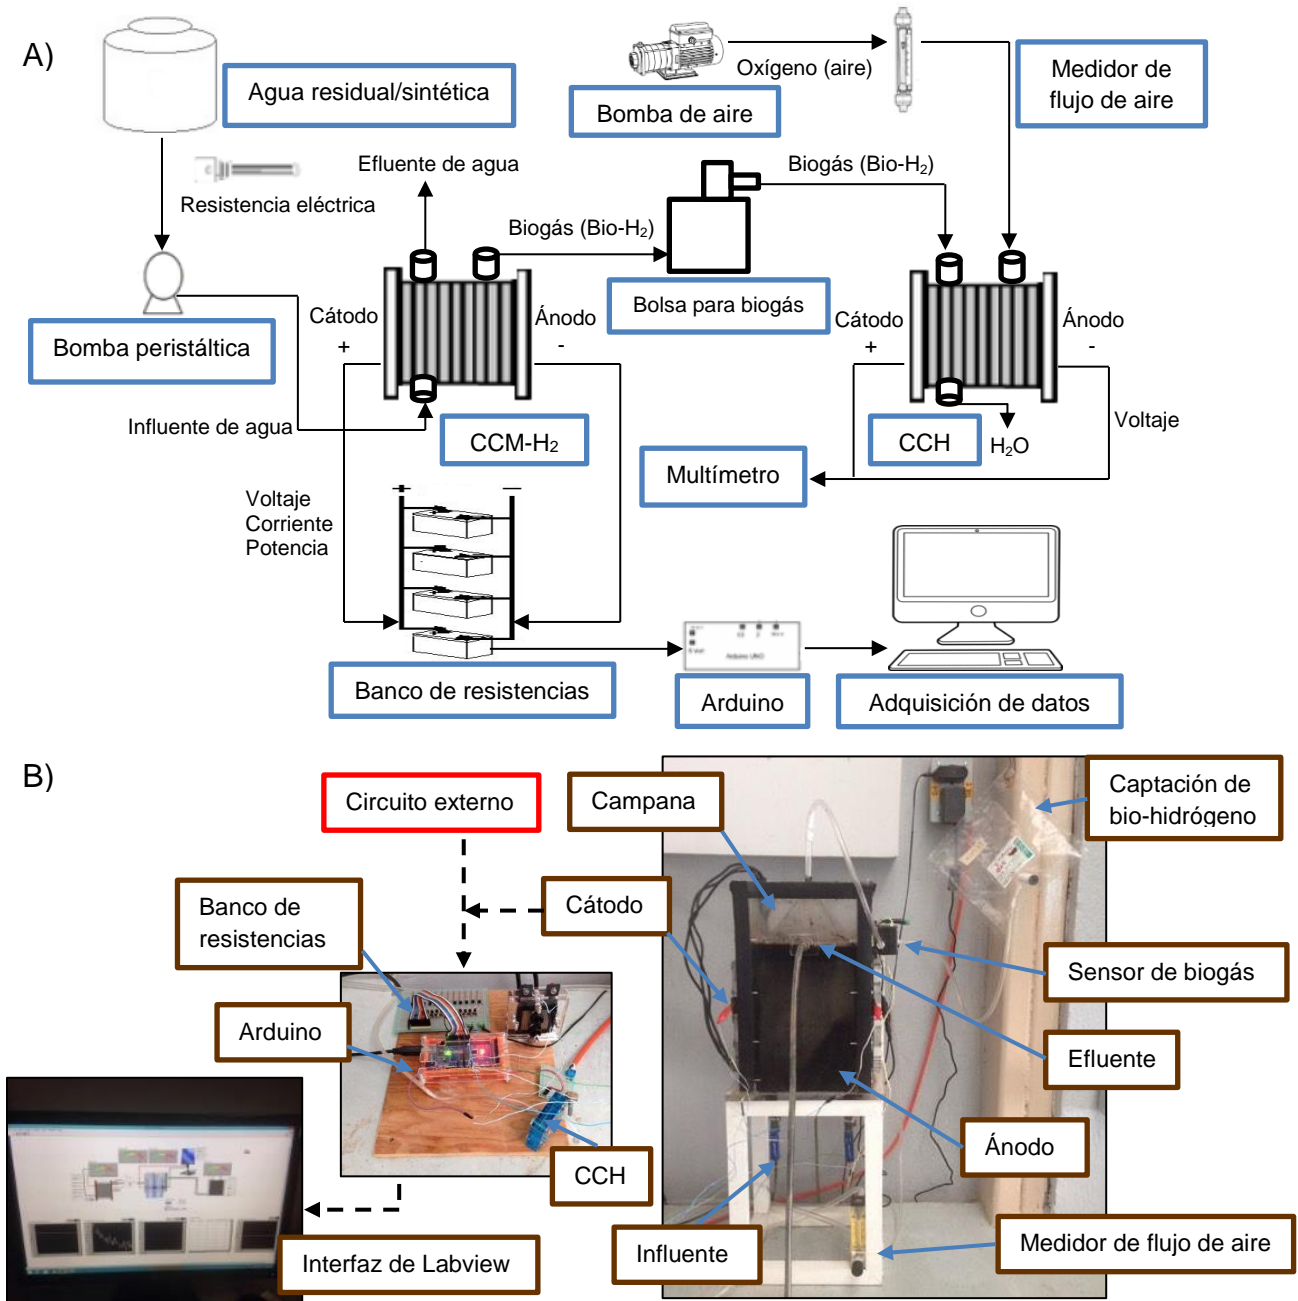 A)
Agua residual/sintética
Resistencia eléctrica
Bomba peristáltica
Efluente de agua
Biogás (Bio-H₂)
Cátodo
+
Ánodo
-
Influente de agua
CCM-H₂
Bomba de aire
Oxígeno (aire)
Medidor de
flujo de aire
Biogás (Bio-H₂)
Bolsa para biogás
Cátodo
+
Ánodo
-
CCH
H₂O
Voltaje
Multímetro
Voltaje
Corriente
Potencia
Banco de resistencias
Arduino UNO
Arduino
Adquisición de datos
B)
Circuito externo
Campana
Captación de
bio-hidrógeno
Banco de
resistencias
Cátodo
Sensor de biogás
Arduino
Efluente
CCH
Ánodo
Interfaz de Labview
Influente
Medidor de flujo de aire